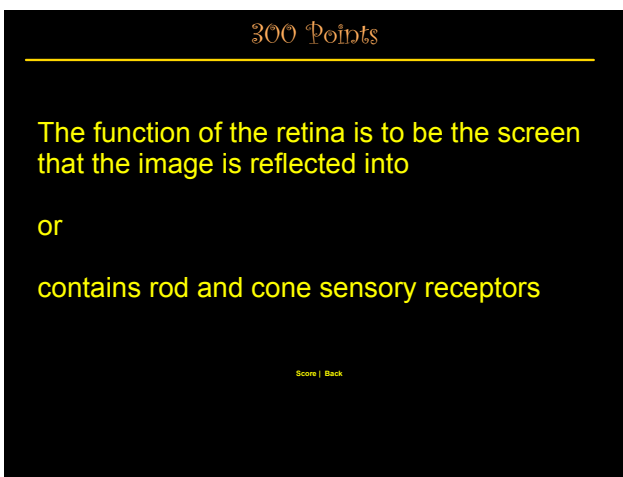 300 Points
The function of the retina is to be the screen
that the image is reflected into
or
contains rod and cone sensory receptors
Score | Back